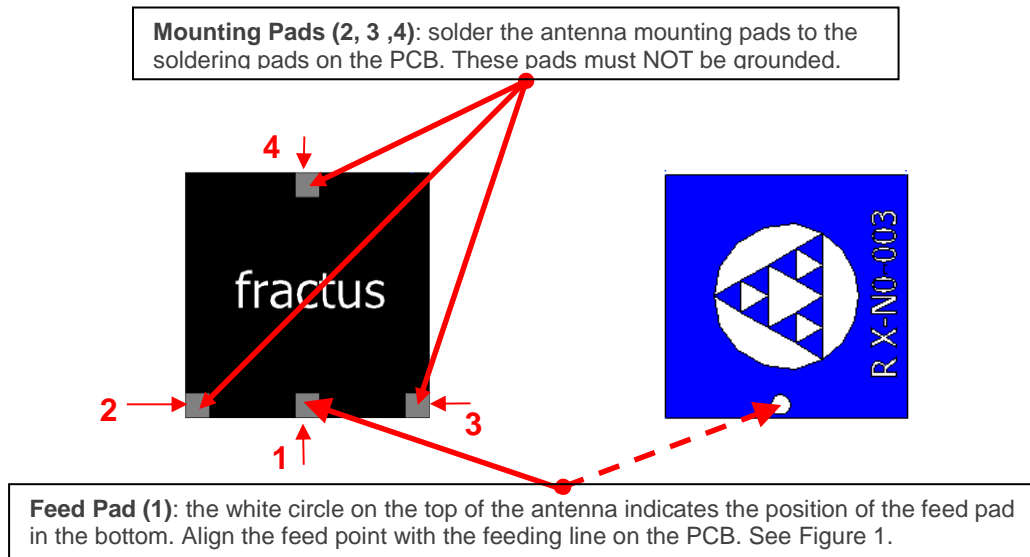 Mounting Pads (2, 3 ,4): solder the antenna mounting pads to the
soldering pads on the PCB. These pads must NOT be grounded.
4
fractus
R X-N0-003
2
3
1
Feed Pad (1): the white circle on the top of the antenna indicates the position of the feed pad
in the bottom. Align the feed point with the feeding line on the PCB. See Figure 1.